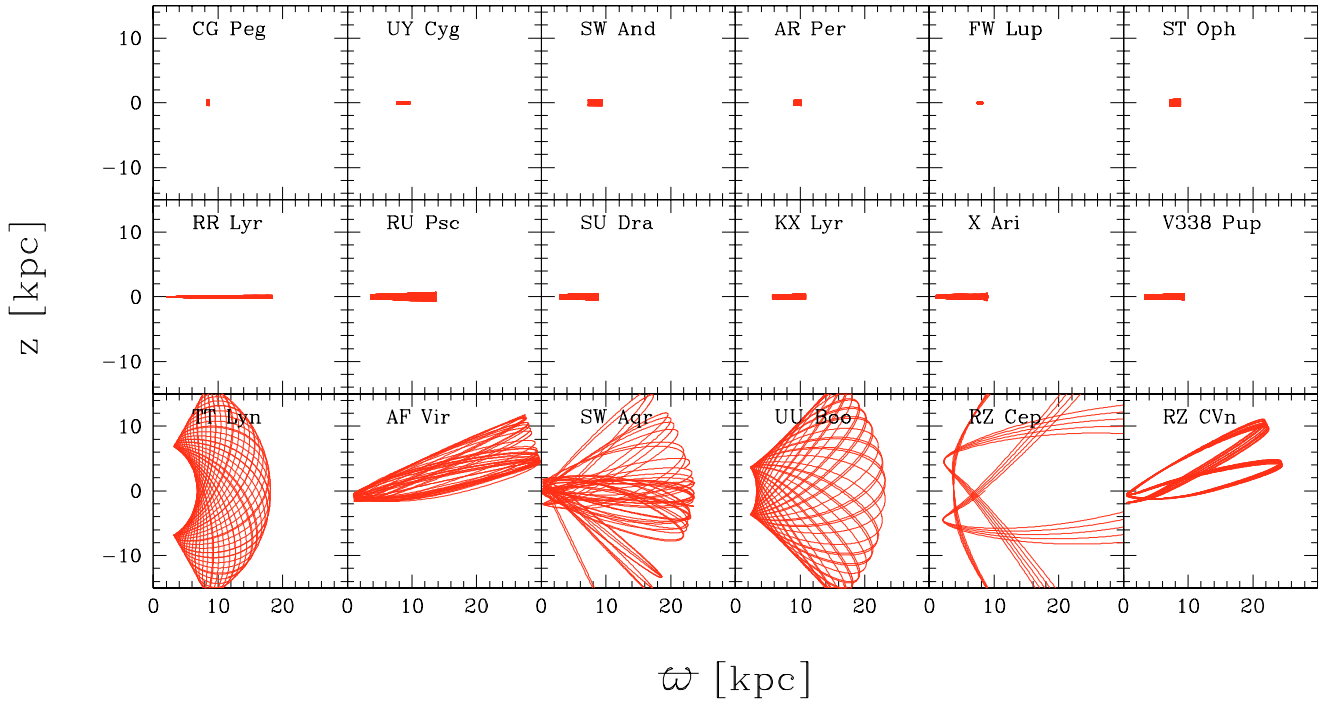 CG Peg UY Cyg SW And AR Per FW Lup ST Oph
10
0
−10
RR Lyr RU Psc SU Dra KX Lyr X Ari V338 Pup
10
0
−10
TT Lyn AF Vir SW Aqr UU Boo RZ Cep RZ CVn
10
0
−10
0 10 20 0 10 20 0 10 20 0 10 20 0 10 20 0 10 20 
z [kpc]
ϖ [kpc]